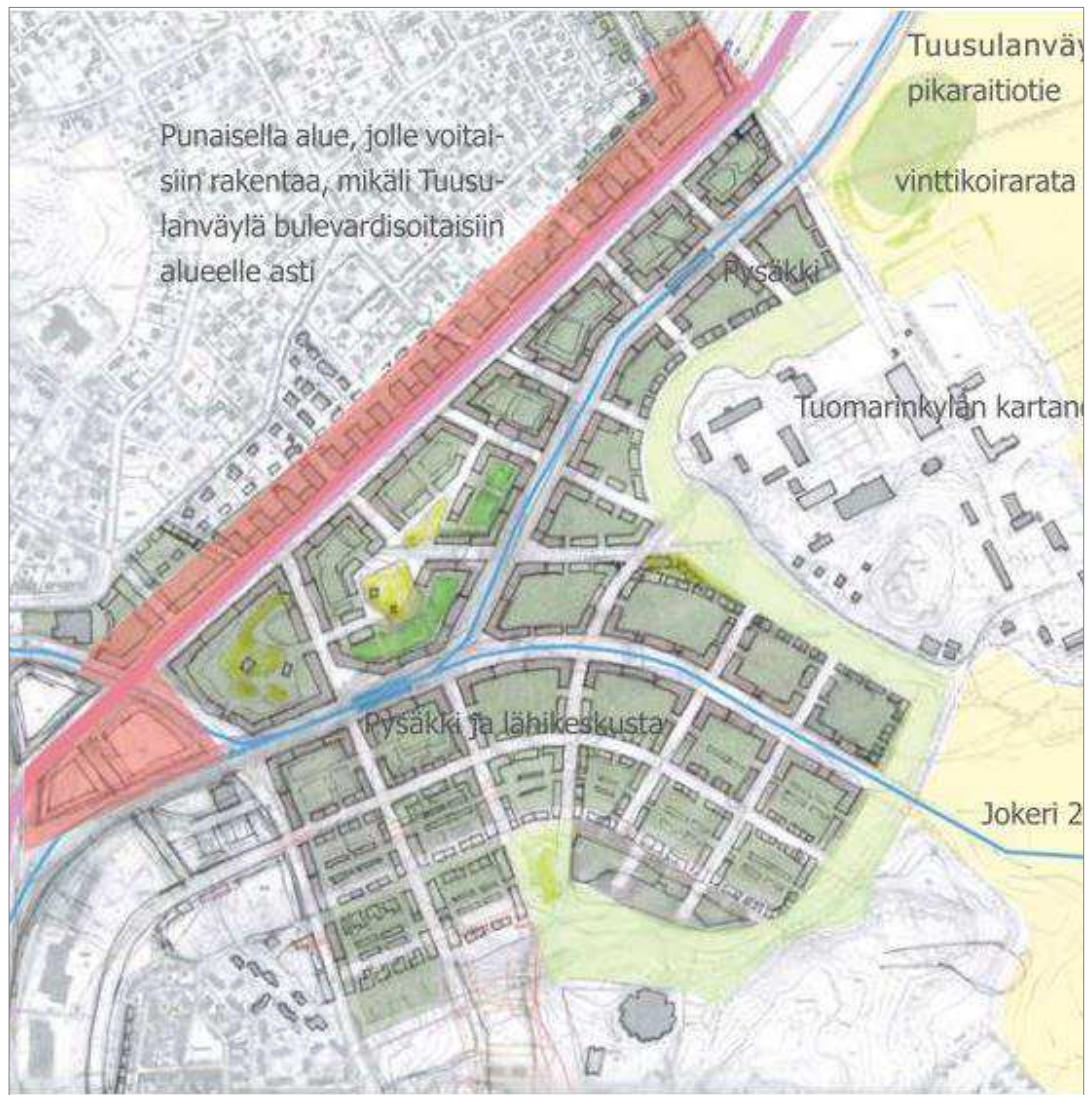 Tuusulanväy
pikaraitiotie
Punaisella alue, jolle voitai-
siin rakentaa, mikäli Tuusu-
lanväylä bulevardisoitaisiin
alueelle asti
vinttikoirarata
Pysäkki
Tuomarinkylän kartano
Pysäkki ja lähikeskusta
Jokeri 2